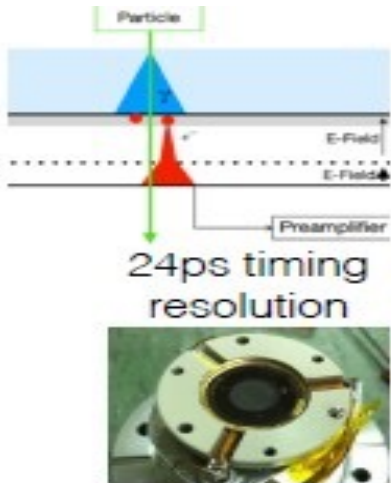 Particle
γ
e⁻
E-Field
E-Field
Preamplifier
24ps timing
resolution